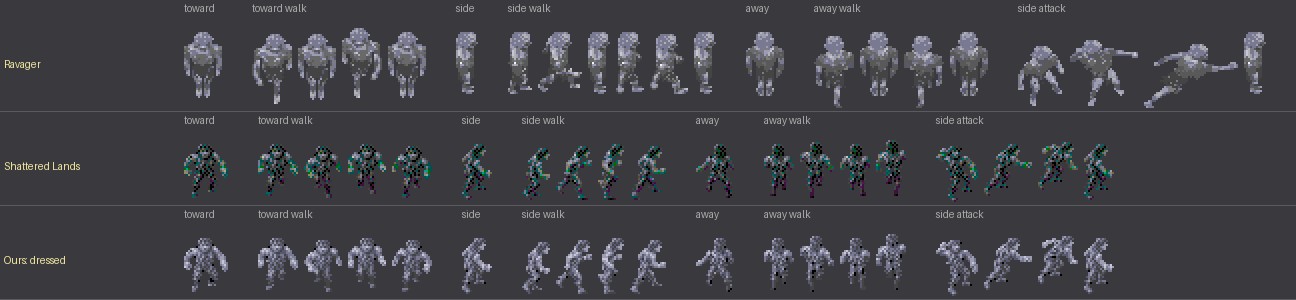 toward toward walk side side walk away away walk side attack
Ravager
toward toward walk side side walk away away walk side attack
Shattered Lands
toward toward walk side side walk away away walk side attack
Ours: dressed